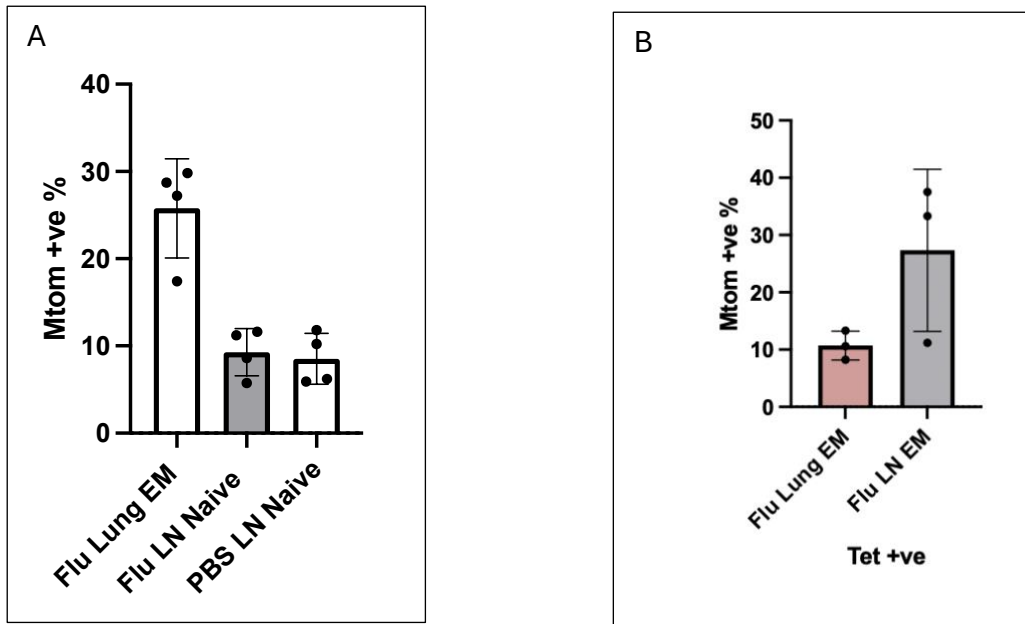 A
40
30
20
10
0
Mtom +ve %
Flu Lung EM
Flu LN Naive
PBS LN Naive
B
50
40
30
20
10
0
Mtom +ve %
Flu Lung EM
Flu LN EM
Tet +ve